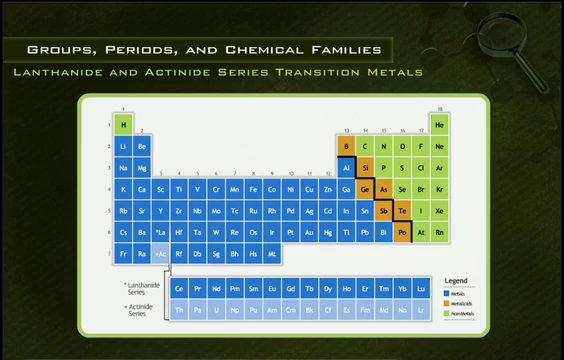 GROUPS, PERIODS, AND CHEMICAL FAMILIES
LANTHANIDE AND ACTINIDE SERIES TRANSITION METALS
1 18
1 H 13 14 15 16 17 He
2 Li Be B C N O F Ne
3 Na Mg 3 4 5 6 7 8 9 10 11 12 Al Si P S Cl Ar
4 K Ca Sc Ti V Cr Mn Fe Co Ni Cu Zn Ga Ge As Se Br Kr
5 Rb Sr Y Zr Nb Mo Tc Ru Rh Pd Ag Cd In Sn Sb Te I Xe
6 Cs Ba *La Hf Ta W Re Os Ir Pt Au Hg Tl Pb Bi Po At Rn
7 Fr Ra +Ac Rf Db Sg Bh Hs Mt
* Lanthanide
Series
Ce Pr Nd Pm Sm Eu Gd Tb Dy Ho Er Tm Yb Lu
+ Actinide
Series
Th Pa U Np Pu Am Cm Bk Cf Es Fm Md No Lr
Legend
Metals
Metalloids
Non-Metals